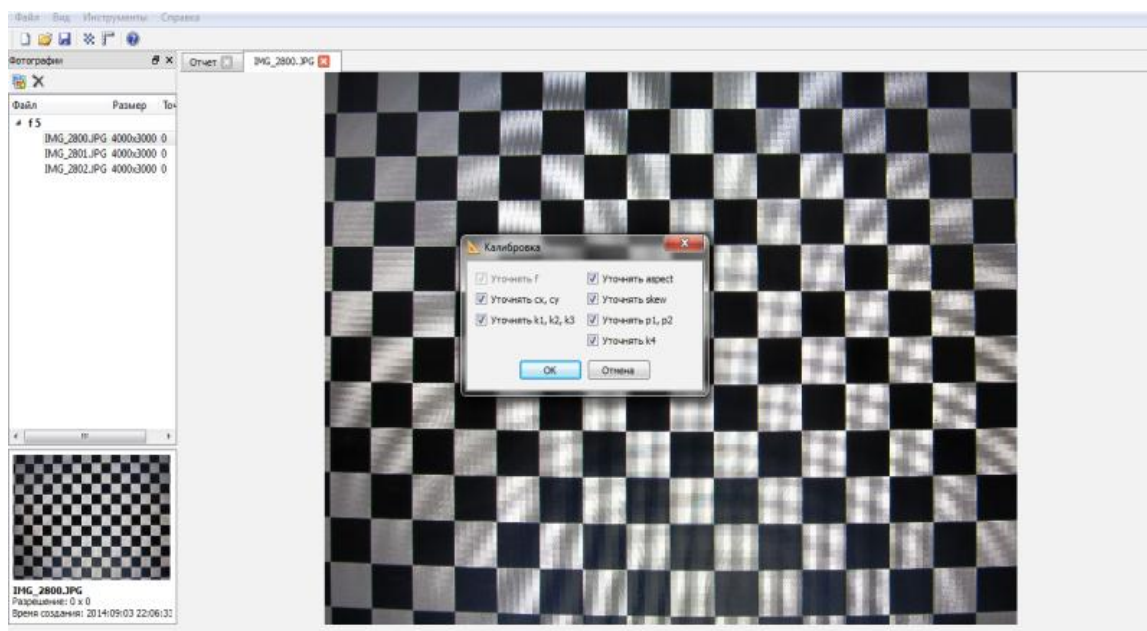 Файл Вид Инструменты Справка
Фотографии
Отчет IMG_2800.JPG
Файл Размер Точ
f5
IMG_2800.JPG 4000x3000 0
IMG_2801.JPG 4000x3000 0
IMG_2802.JPG 4000x3000 0
Калибровка
Уточнять f Уточнять aspect
Уточнять cx, cy Уточнять skew
Уточнять k1, k2, k3 Уточнять p1, p2
Уточнять k4
OK Отмена
IMG_2800.JPG
Разрешение: 0 x 0
Время создания: 2014:09:03 22:06:33